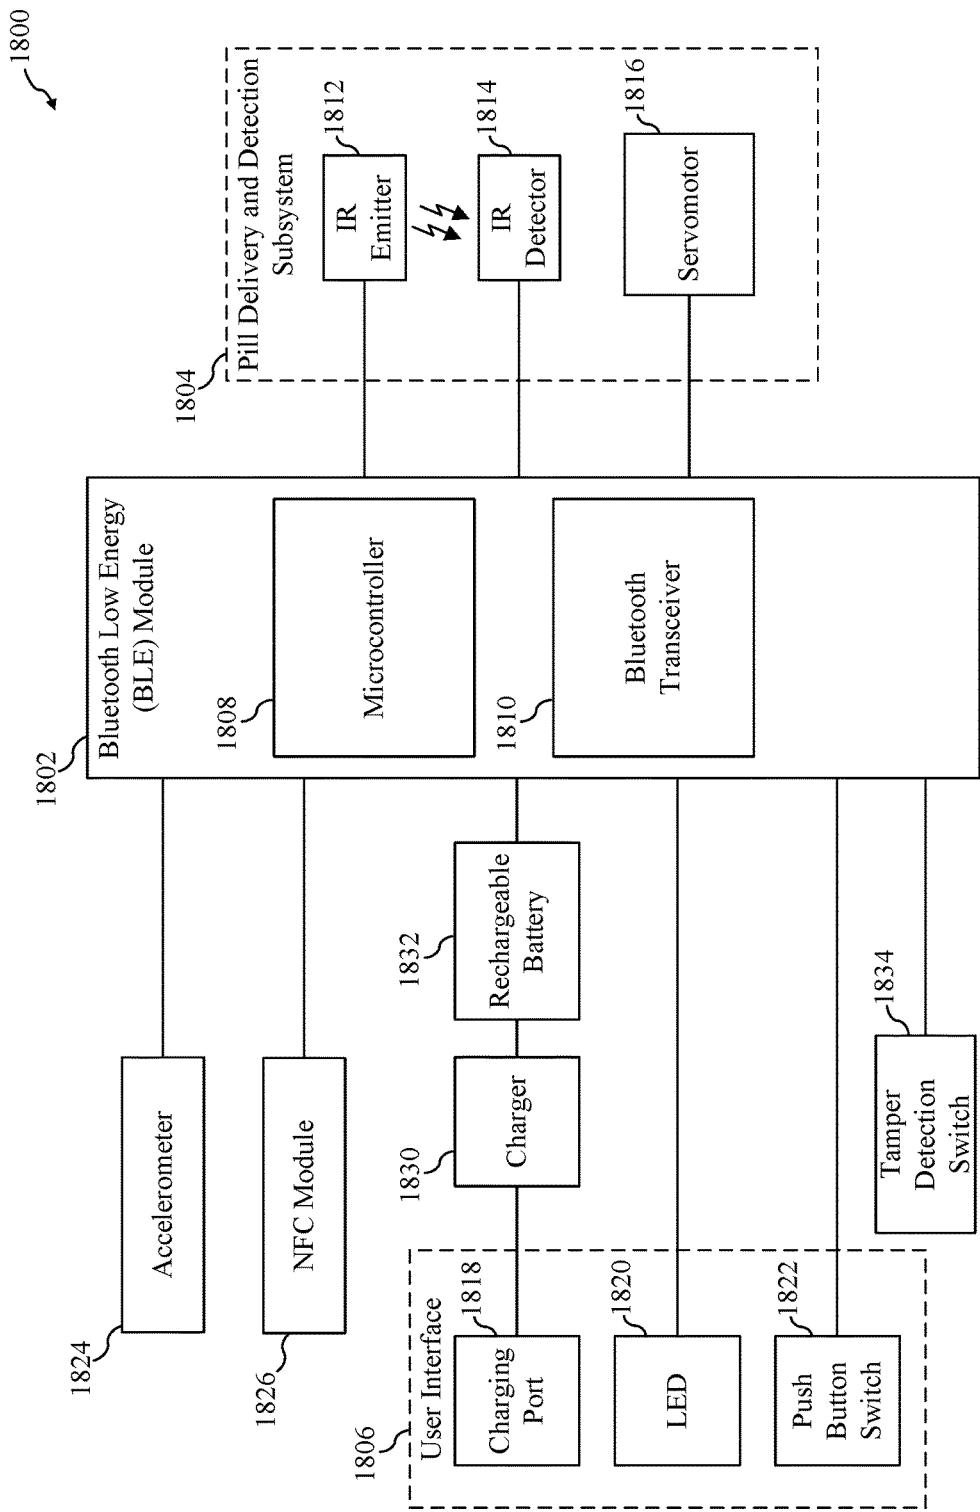 1800
1802
Bluetooth Low Energy
(BLE) Module
1808
Microcontroller
1810
Bluetooth
Transceiver
1804
Pill Delivery and Detection
Subsystem
1812
IR
Emitter
1814
IR
Detector
1816
Servomotor
1824
Accelerometer
1826
NFC Module
1806
User Interface
1818
Charging
Port
1830
Charger
1832
Rechargeable
Battery
1820
LED
1822
Push
Button
Switch
1834
Tamper
Detection
Switch